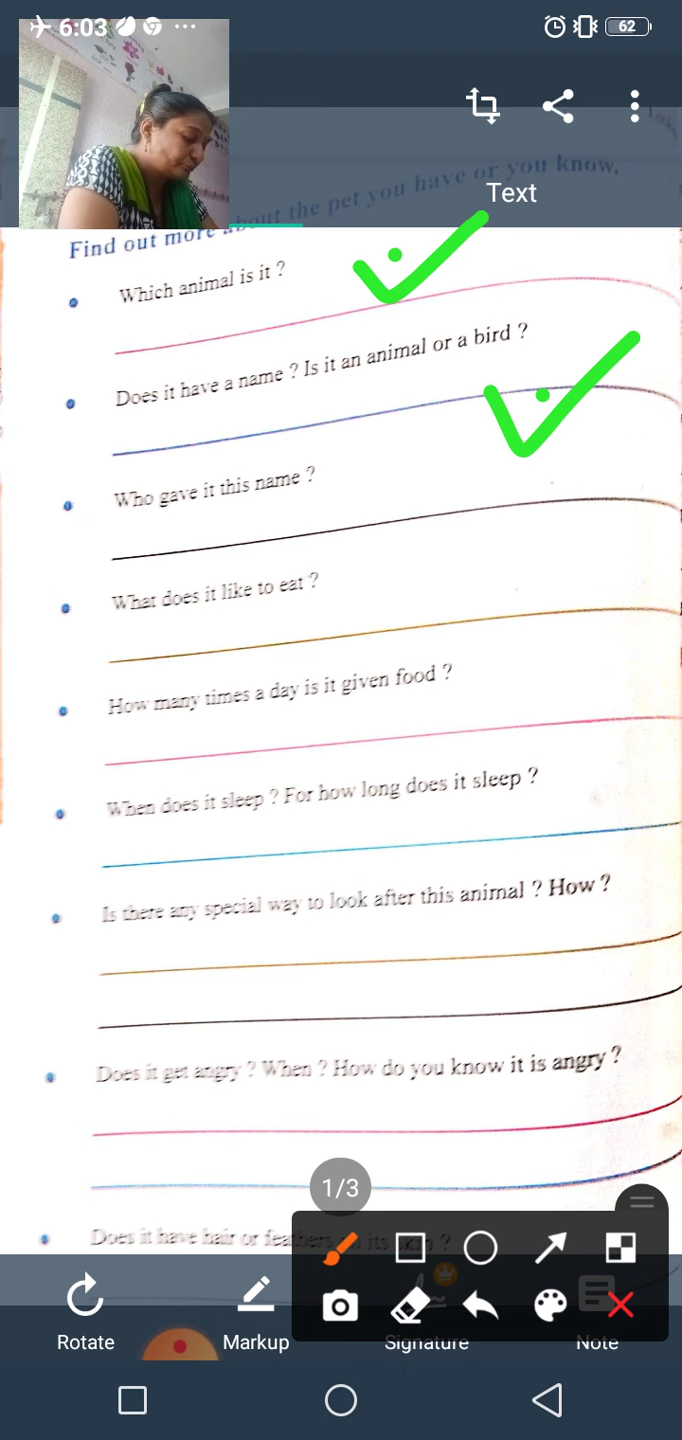 6:03
62
Text
Find out more about the pet you have or you know.
Which animal is it ?
Does it have a name ? Is it an animal or a bird ?
Who gave it this name ?
What does it like to eat ?
How many times a day is it given food ?
When does it sleep ? For how long does it sleep ?
Is there any special way to look after this animal ? How ?
Does it get angry ? When ? How do you know it is angry ?
1/3
Does it have hair or feathers on its skin ?
Rotate
Markup
Signature
Note